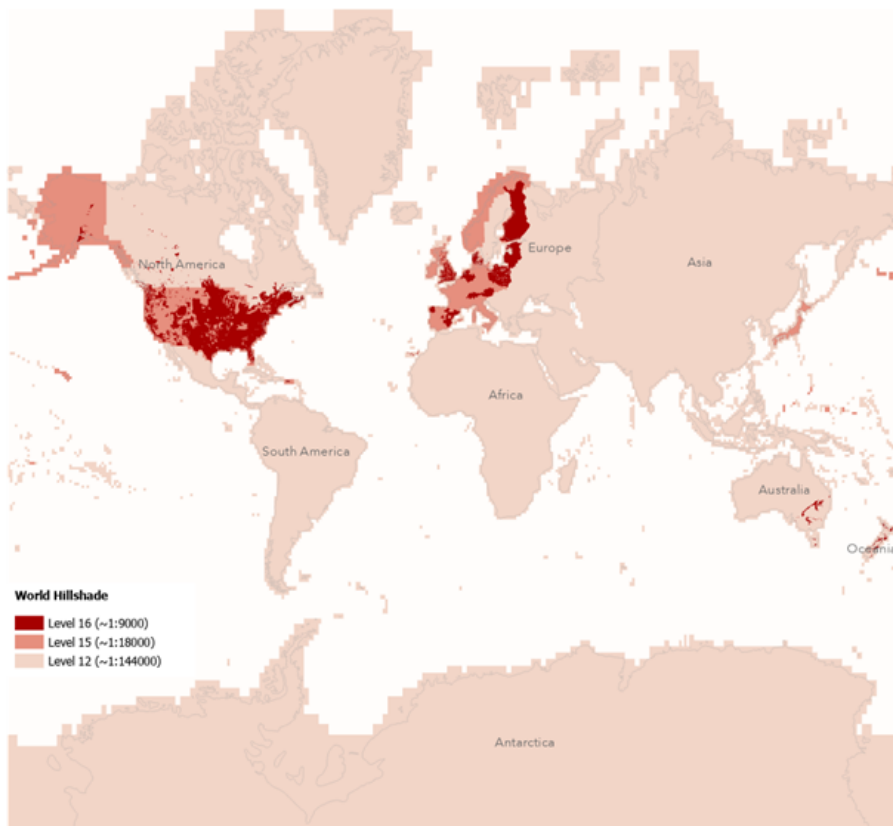 Europe
Asia
North America
Africa
South America
Australia
Oceania
World Hillshade
Level 16 (~1:9000)
Level 15 (~1:18000)
Level 12 (~1:144000)
Antarctica